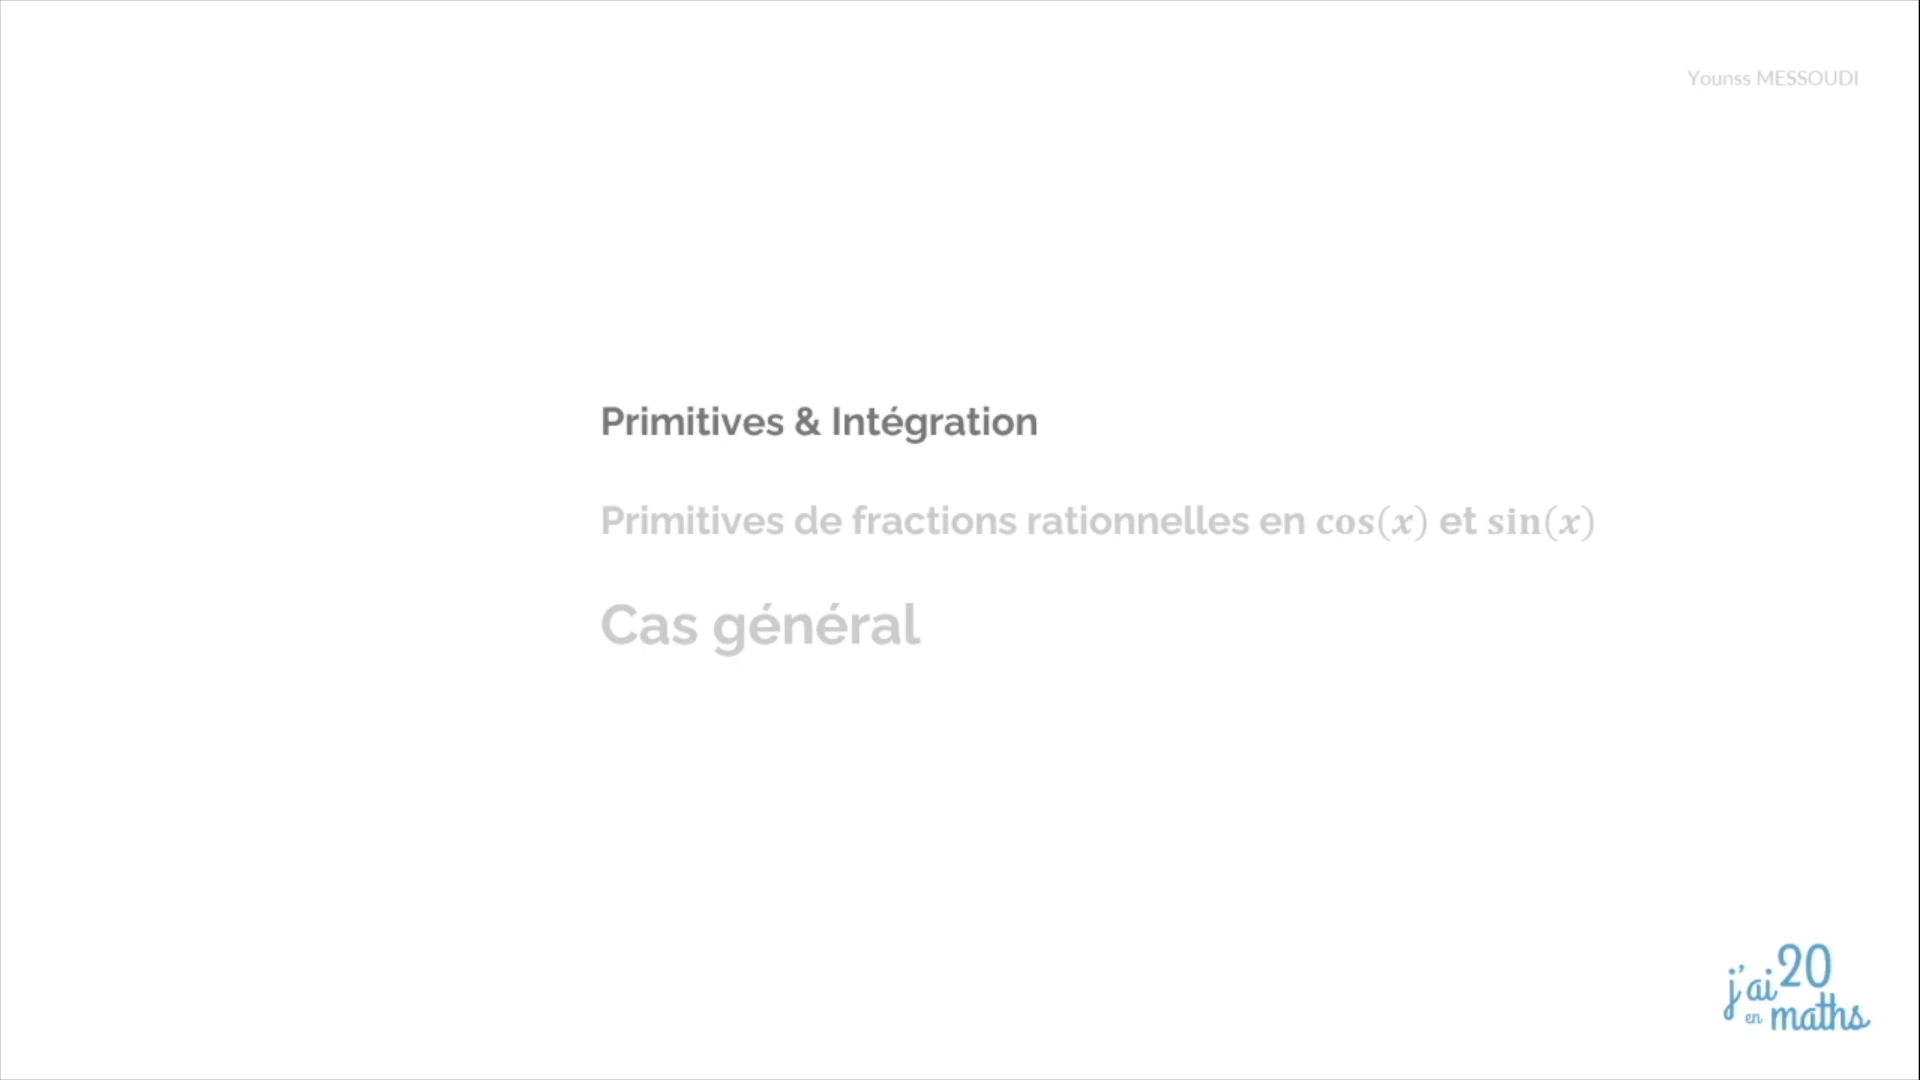 Younss MESSOUDI
Primitives & Intégration
Primitives de fractions rationnelles en cos(x) et sin(x)
Cas général
j'ai 20
en maths